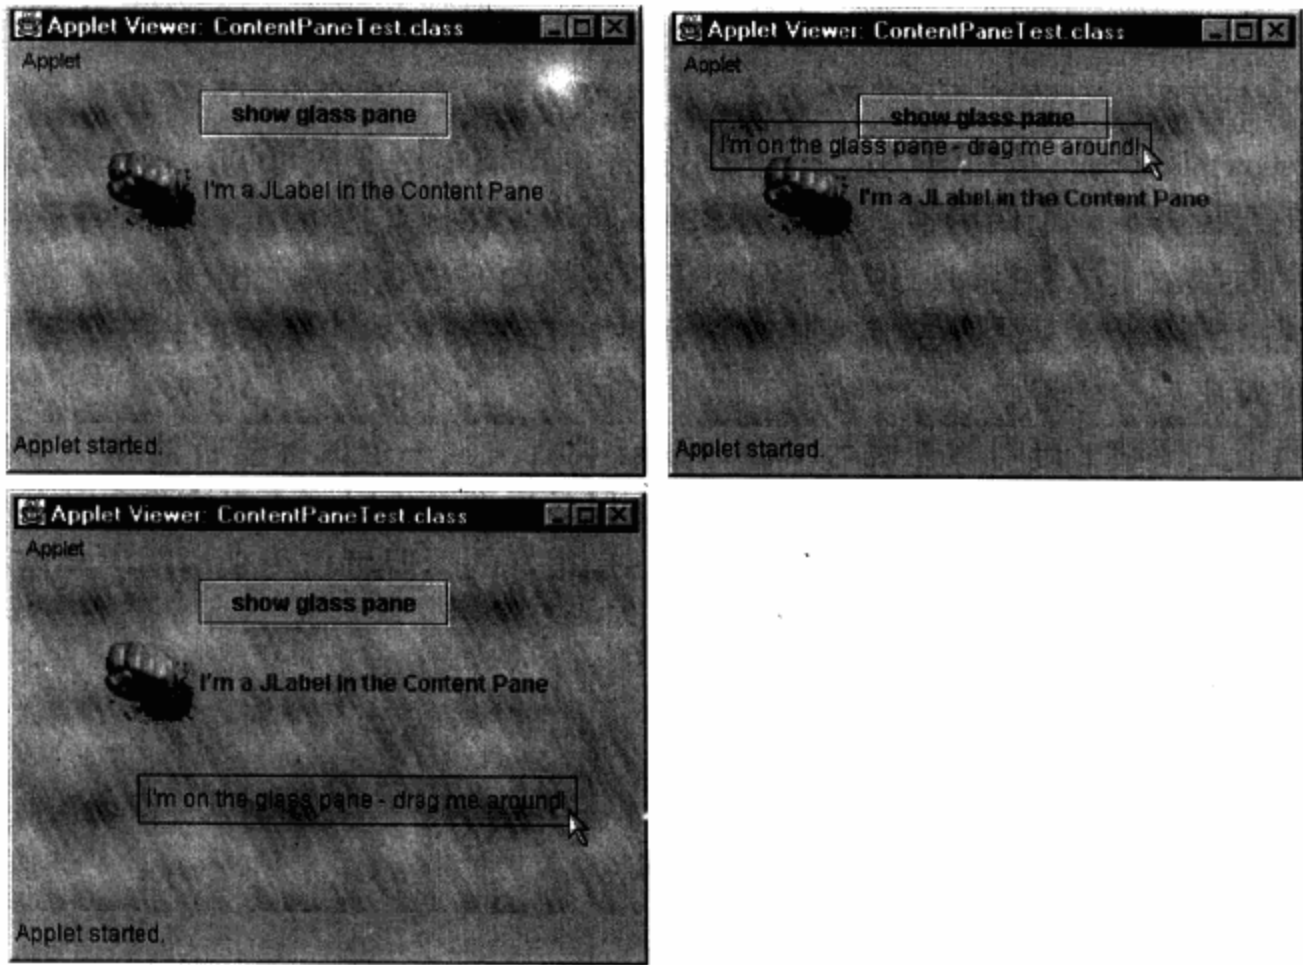 Applet Viewer: ContentPaneTest.class
Applet
show glass pane
I'm a JLabel in the Content Pane
Applet started.
Applet Viewer: ContentPaneTest.class
Applet
show glass pane
I'm on the glass pane - drag me around!
I'm a JLabel in the Content Pane
Applet started.
Applet Viewer: ContentPaneTest.class
Applet
show glass pane
I'm a JLabel in the Content Pane
I'm on the glass pane - drag me around!
Applet started.